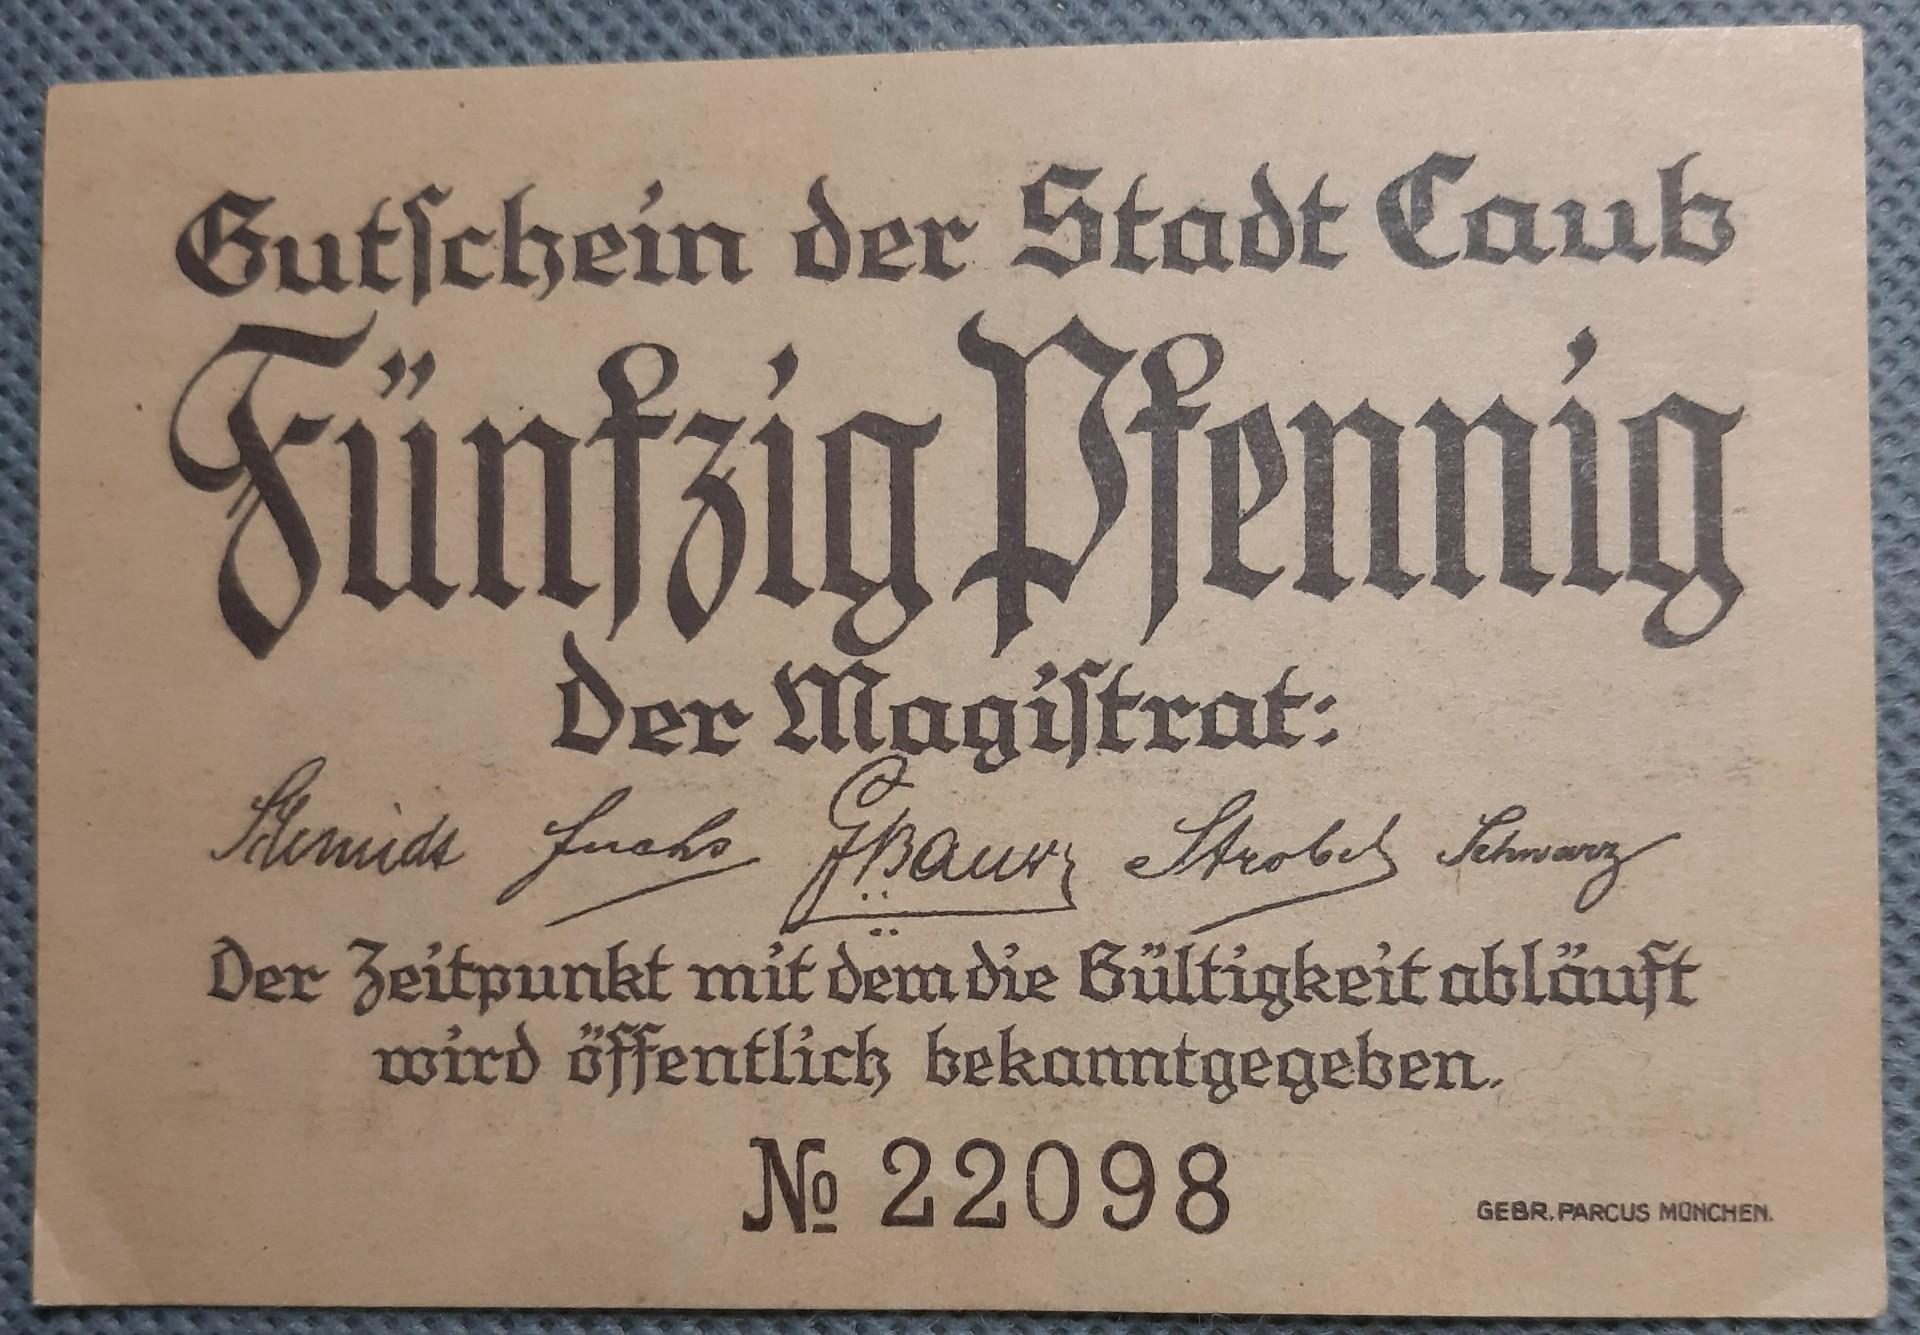 Gutſchein der Stadt Caub
Fünfzig Pfennig
Der Magiſtrat:
Schmidt Fuchs Bauer Strobel Schwarz
Der Zeitpunkt mit dem die Gültigkeit abläuft
wird öffentlich bekanntgegeben.
№ 22098
GEBR. PARCUS MÜNCHEN.